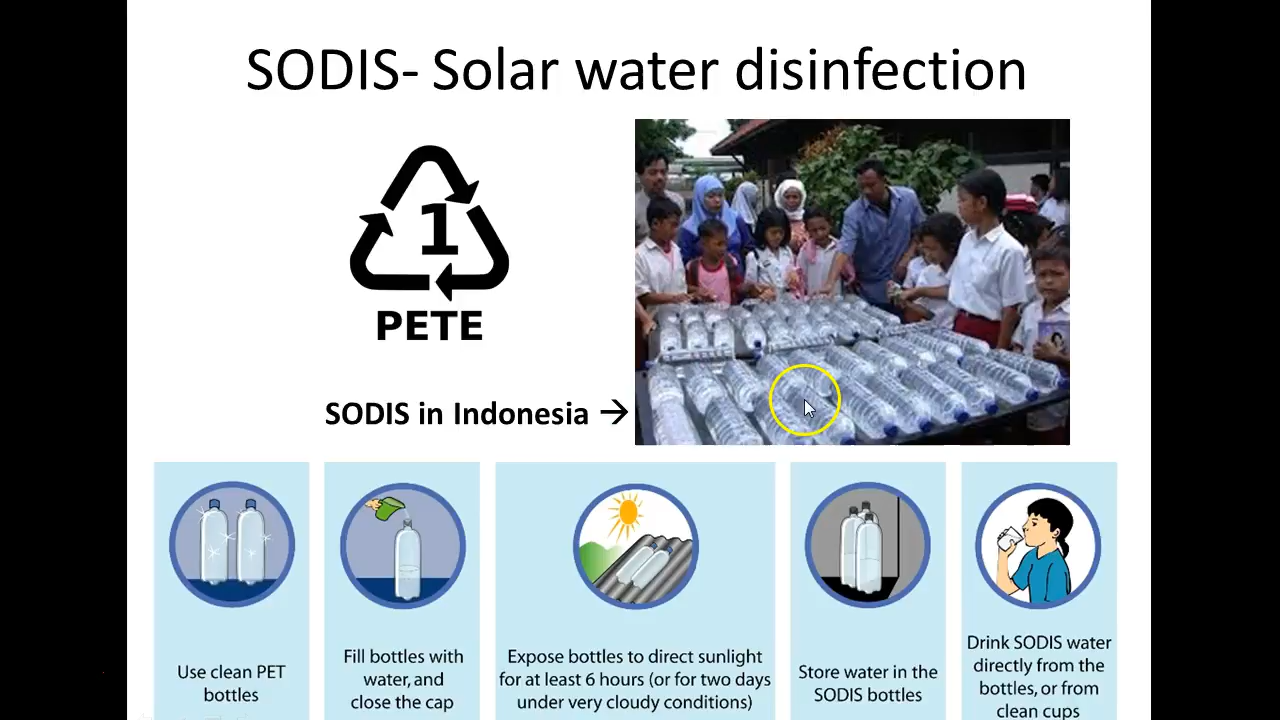 SODIS- Solar water disinfection
1
PETE
SODIS in Indonesia →
Use clean PET
bottles
Fill bottles with
water, and
close the cap
Expose bottles to direct sunlight
for at least 6 hours (or for two days
under very cloudy conditions)
Store water in the
SODIS bottles
Drink SODIS water
directly from the
bottles, or from
clean cups